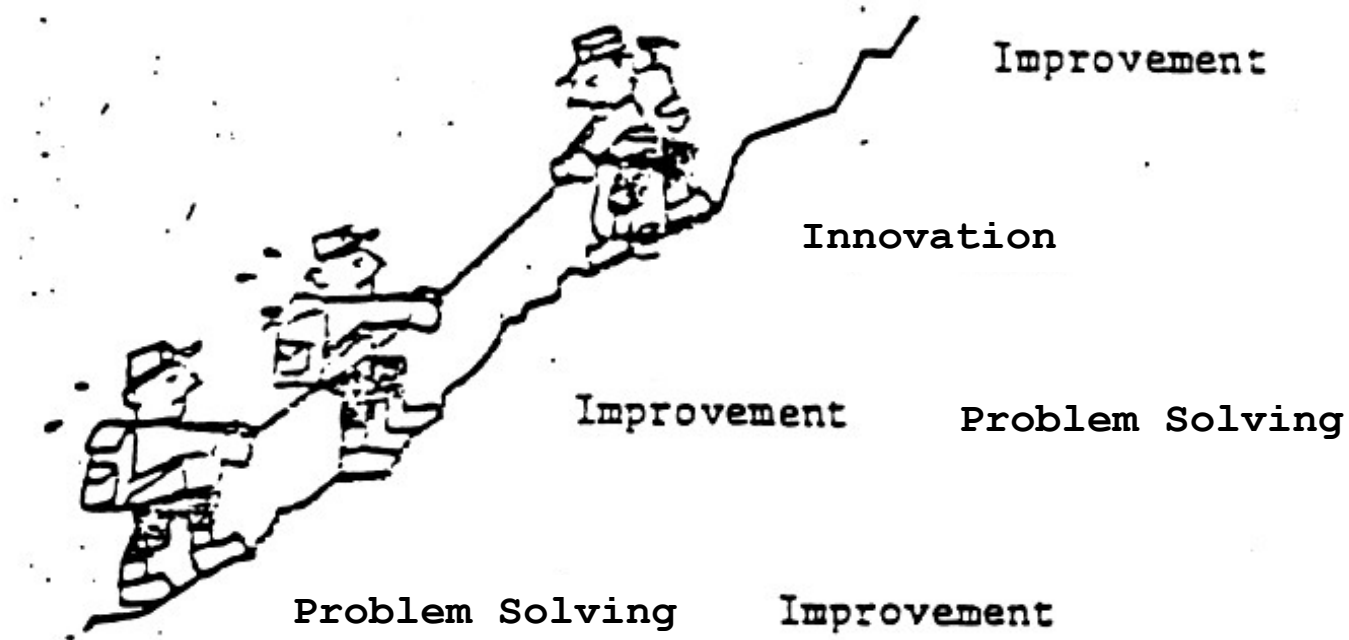 Improvement
Innovation
Improvement Problem Solving
Problem Solving Improvement